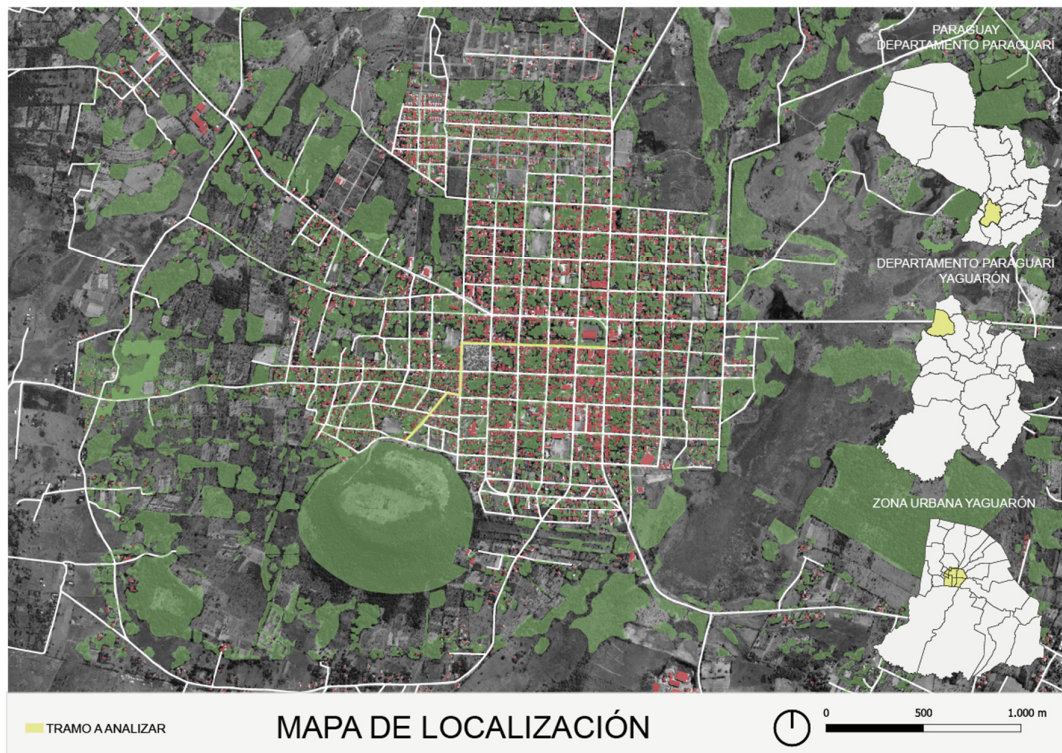 PARAGUAY
DEPARTAMENTO PARAGUARÍ
DEPARTAMENTO PARAGUARÍ
YAGUARÓN
ZONA URBANA YAGUARÓN
TRAMO A ANALIZAR
MAPA DE LOCALIZACIÓN
0 500 1.000 m